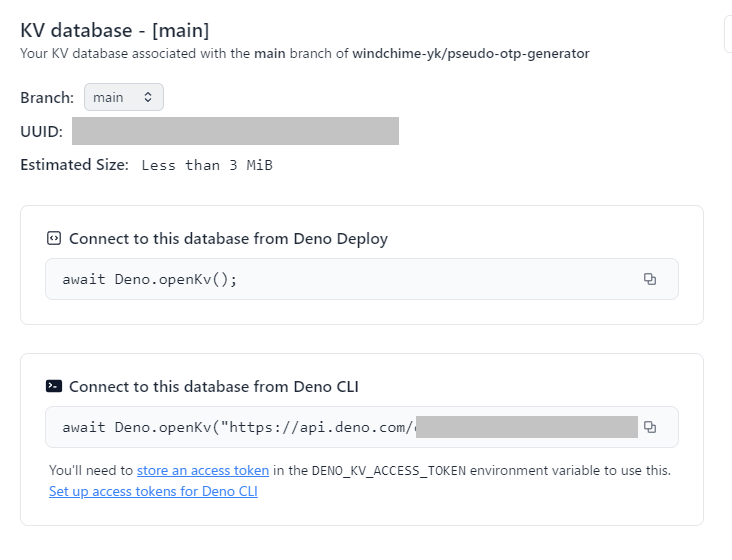 KV database - [main]
Your KV database associated with the main branch of windchime-yk/pseudo-otp-generator
Branch: main
UUID:
Estimated Size: Less than 3 MiB
Connect to this database from Deno Deploy
await Deno.openKv();
Connect to this database from Deno CLI
await Deno.openKv("https://api.deno.com/
You'll need to store an access token in the DENO_KV_ACCESS_TOKEN environment variable to use this.
Set up access tokens for Deno CLI